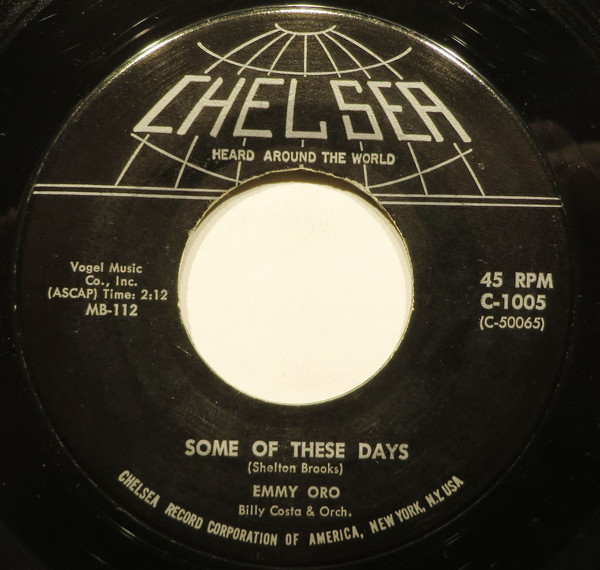 CHELSEA
HEARD AROUND THE WORLD
Vogel Music
Co., Inc.
(ASCAP) Time: 2:12
MB-112
45 RPM
C-1005
(C-50065)
SOME OF THESE DAYS
(Shelton Brooks)
EMMY ORO
Billy Costa & Orch.
CHELSEA RECORD CORPORATION OF AMERICA, NEW YORK, N.Y. USA